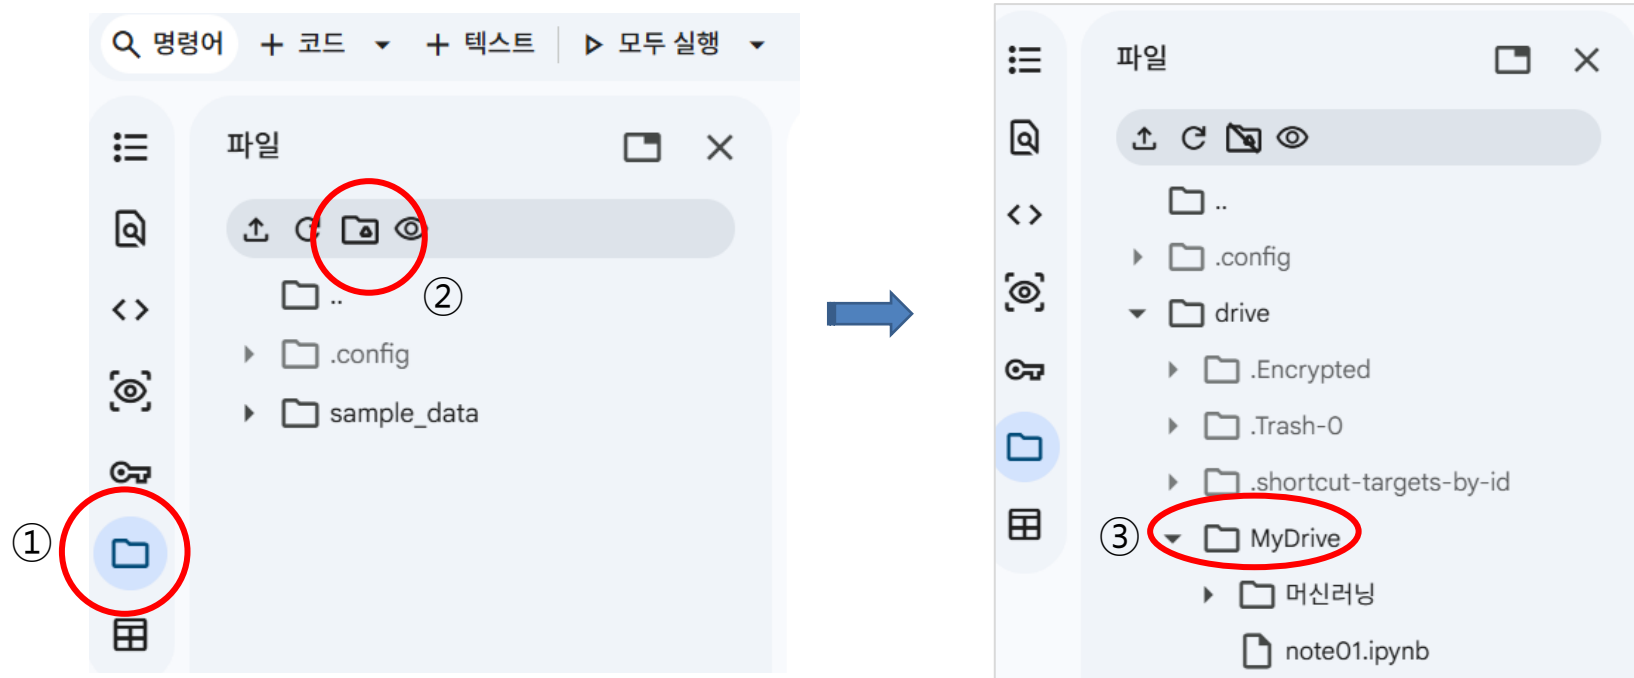 명령어 + 코드 + 텍스트 모두 실행
파일
②
..
.config
sample_data
①
파일
..
.config
drive
.Encrypted
.Trash-0
.shortcut-targets-by-id
③ MyDrive
머신러닝
note01.ipynb